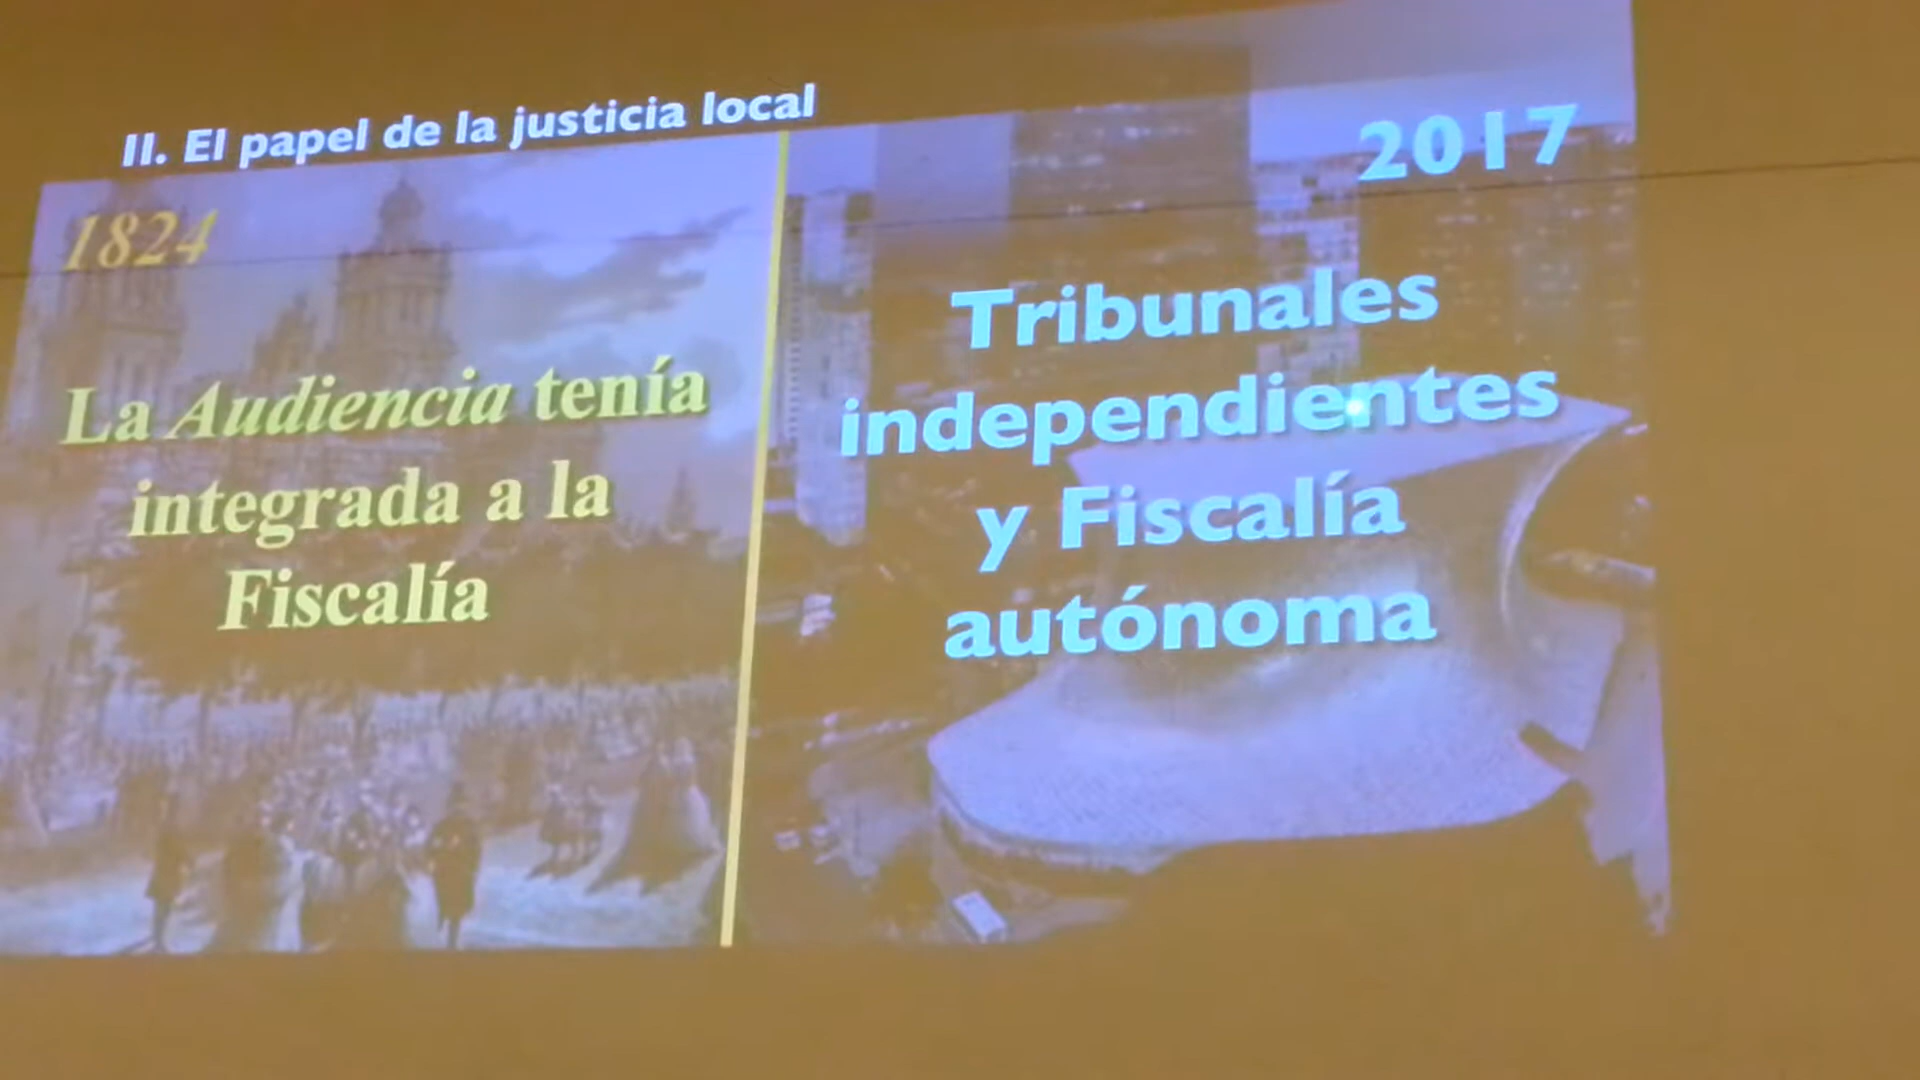 II. El papel de la justicia local
1824
La Audiencia tenía
integrada a la
Fiscalía
2017
Tribunales
independientes
y Fiscalía
autónoma